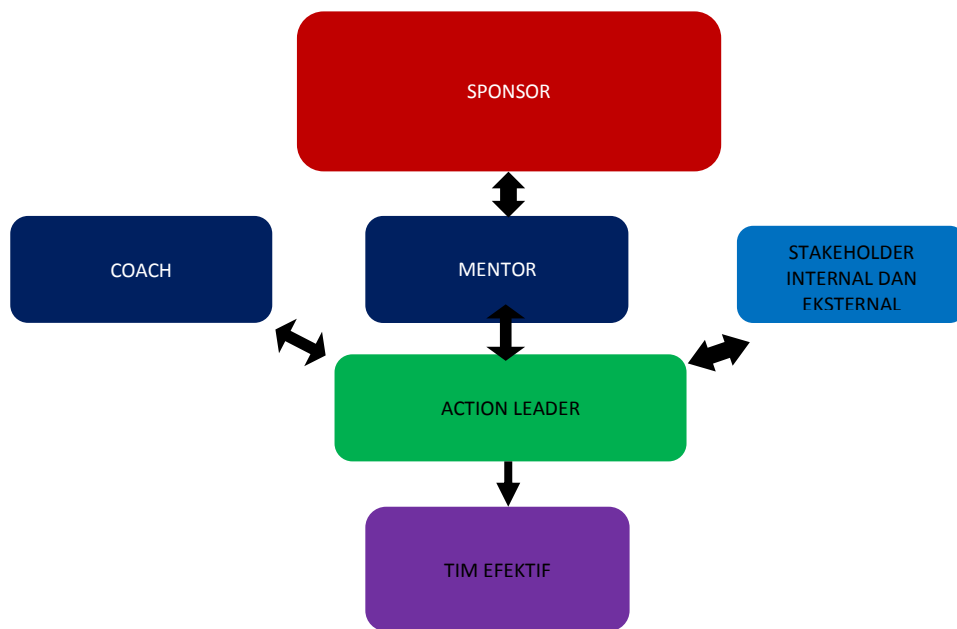 SPONSOR
COACH
MENTOR
STAKEHOLDER
INTERNAL DAN
EKSTERNAL
ACTION LEADER
TIM EFEKTIF